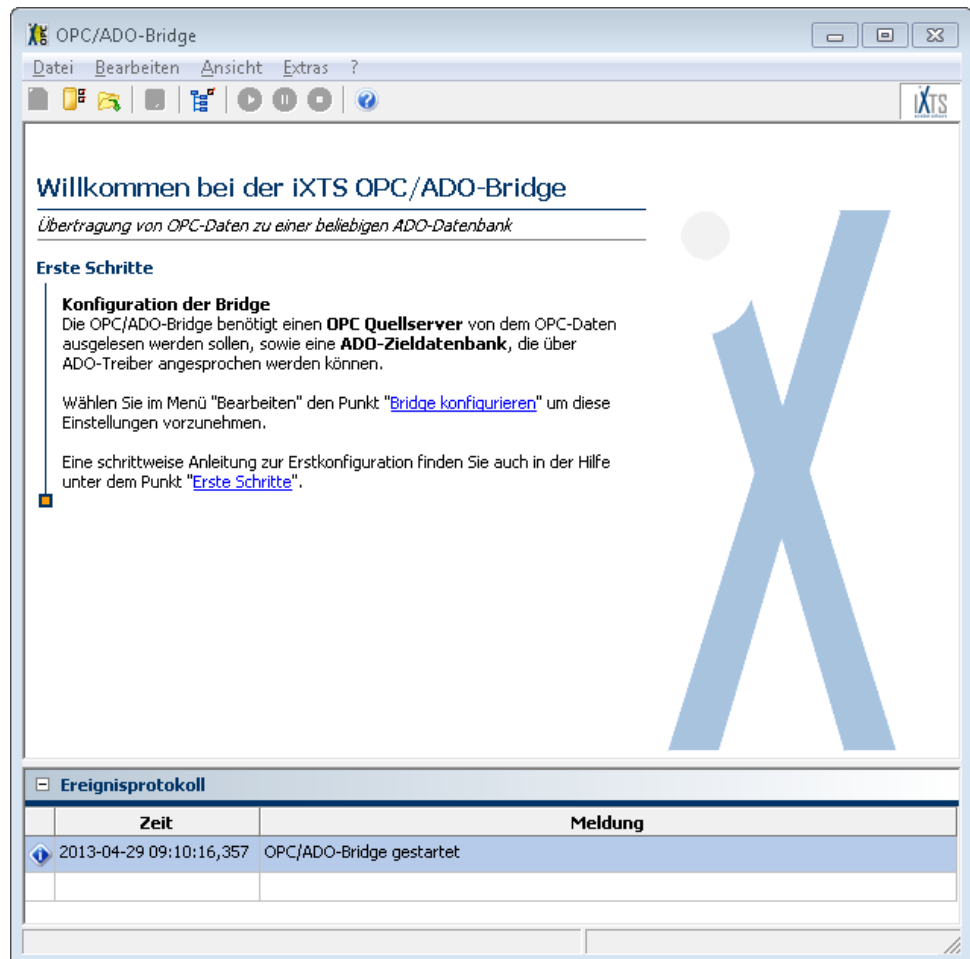 OPC/ADO-Bridge
Datei Bearbeiten Ansicht Extras ?
iXTS
Willkommen bei der iXTS OPC/ADO-Bridge
Übertragung von OPC-Daten zu einer beliebigen ADO-Datenbank
Erste Schritte
Konfiguration der Bridge
Die OPC/ADO-Bridge benötigt einen OPC Quellserver von dem OPC-Daten
ausgelesen werden sollen, sowie eine ADO-Zieldatenbank, die über
ADO-Treiber angesprochen werden können.
Wählen Sie im Menü "Bearbeiten" den Punkt "Bridge konfigurieren" um diese
Einstellungen vorzunehmen.
Eine schrittweise Anleitung zur Erstkonfiguration finden Sie auch in der Hilfe
unter dem Punkt "Erste Schritte".
Ereignisprotokoll
Zeit Meldung
2013-04-29 09:10:16,357 OPC/ADO-Bridge gestartet